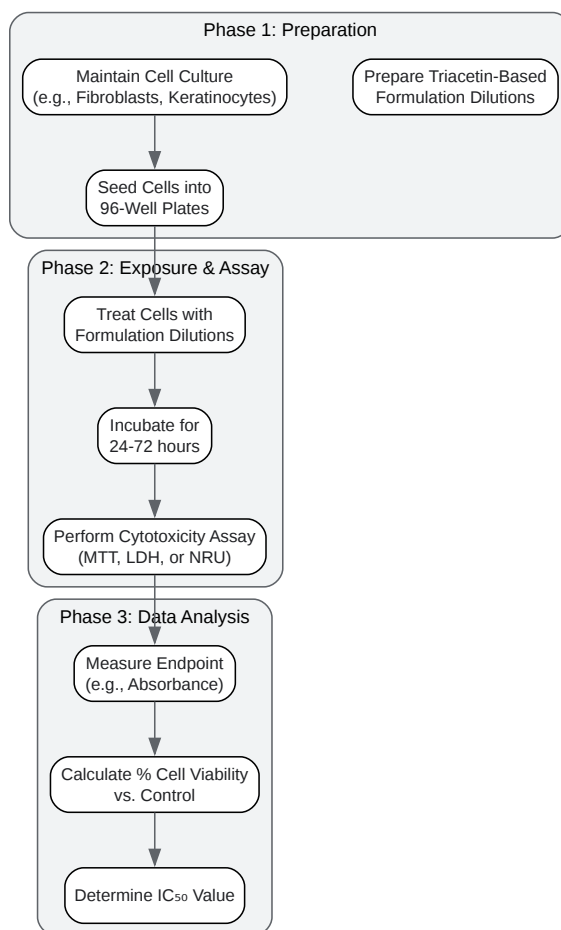 Phase 1: Preparation
Maintain Cell Culture
(e.g., Fibroblasts, Keratinocytes)
Prepare Triacetin-Based
Formulation Dilutions
Seed Cells into
96-Well Plates
Phase 2: Exposure & Assay
Treat Cells with
Formulation Dilutions
Incubate for
24-72 hours
Perform Cytotoxicity Assay
(MTT, LDH, or NRU)
Phase 3: Data Analysis
Measure Endpoint
(e.g., Absorbance)
Calculate % Cell Viability
vs. Control
Determine IC₅₀ Value